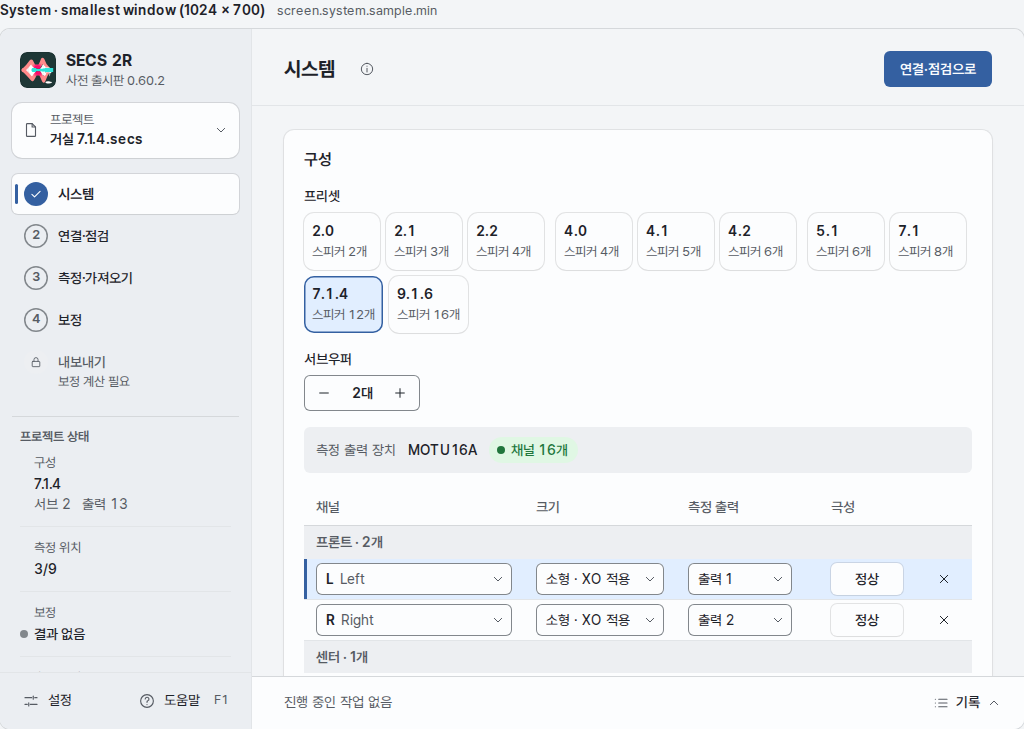 System · smallest window (1024 × 700) screen.system.sample.min
SECS 2R
사전 출시판 0.60.2
프로젝트
거실 7.1.4.secs
시스템
2 연결·점검
3 측정·가져오기
4 보정
내보내기
보정 계산 필요
프로젝트 상태
구성
7.1.4
서브 2 출력 13
측정 위치
3/9
보정
결과 없음
설정 도움말 F1
시스템
연결·점검으로
구성
프리셋
2.0 2.1 2.2 4.0 4.1 4.2 5.1 7.1
스피커 2개 스피커 3개 스피커 4개 스피커 4개 스피커 5개 스피커 6개 스피커 6개 스피커 8개
7.1.4 9.1.6
스피커 12개 스피커 16개
서브우퍼
2대
측정 출력 장치 MOTU 16A 채널 16개
채널 크기 측정 출력 극성
프론트 · 2개
L Left 소형 · XO 적용 출력 1 정상
R Right 소형 · XO 적용 출력 2 정상
센터 · 1개
진행 중인 작업 없음 기록